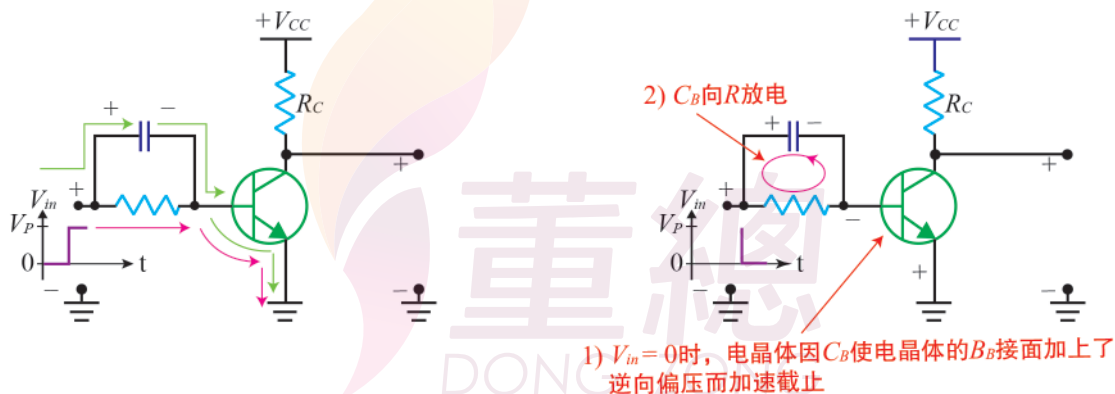 +VCC
RC
+ −
+
Vin
+
VP
0
t
−
−
+VCC
RC
2) CB向R放电
+ −
+
Vin
+
VP
−
0
t
+
−
−
董總
DONG ZONG
1) Vin = 0时，电晶体因CB使电晶体的BB接面加上了
逆向偏压而加速截止